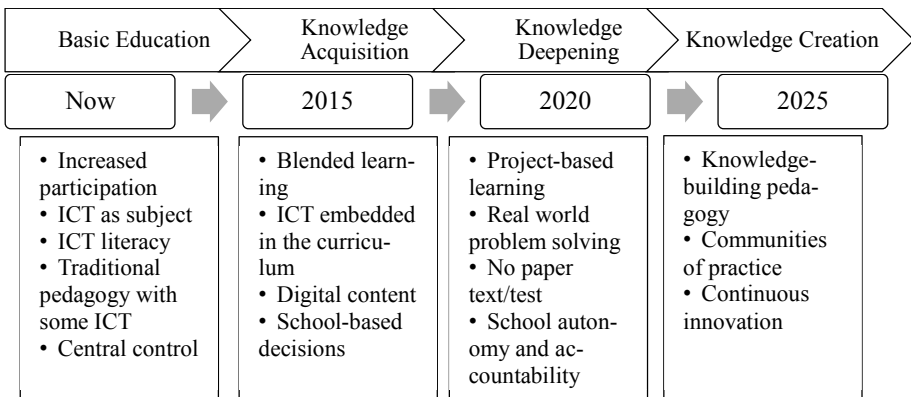 Basic Education
Knowledge
Acquisition
Knowledge
Deepening
Knowledge Creation
Now
2015
2020
2025
• Increased
participation
• ICT as subject
• ICT literacy
• Traditional
pedagogy with
some ICT
• Central control
• Blended learn-
ing
• ICT embedded
in the curricu-
lum
• Digital content
• School-based
decisions
• Project-based
learning
• Real world
problem solving
• No paper
text/test
• School auton-
omy and ac-
countability
• Knowledge-
building peda-
gogy
• Communities
of practice
• Continuous
innovation